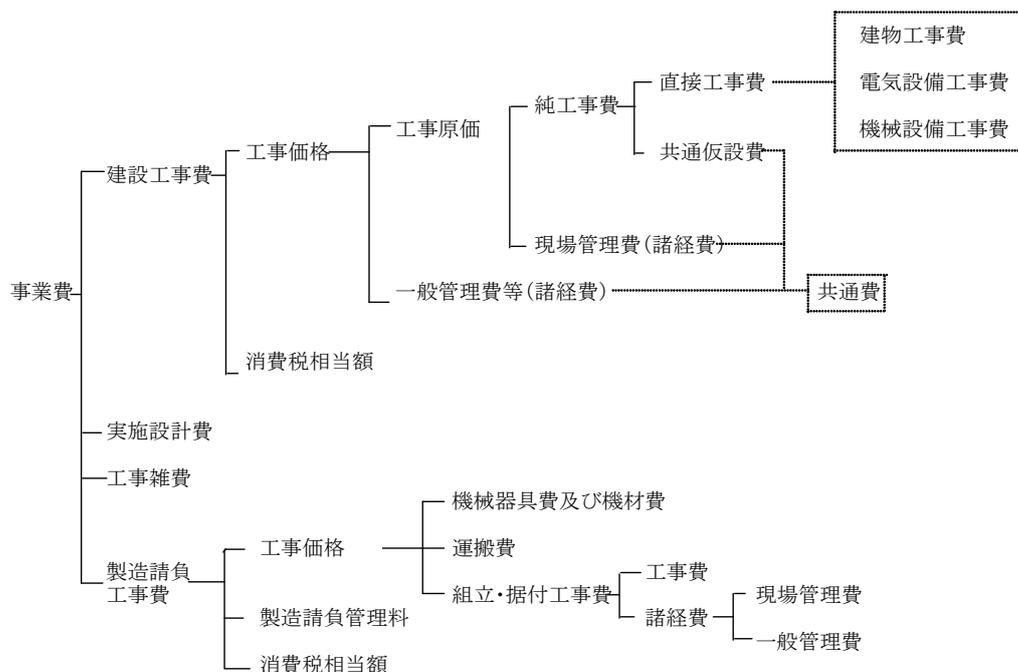 建物工事費
電気設備工事費
機械設備工事費
直接工事費
純工事費
工事原価
工事価格
共通仮設費
建設工事費
現場管理費(諸経費)
事業費
一般管理費等(諸経費)
共通費
消費税相当額
実施設計費
工事雑費
機械器具費及び機材費
工事価格
運搬費
製造請負
工事費
組立・据付工事費
工事費
諸経費
現場管理費
製造請負管理料
一般管理費
消費税相当額